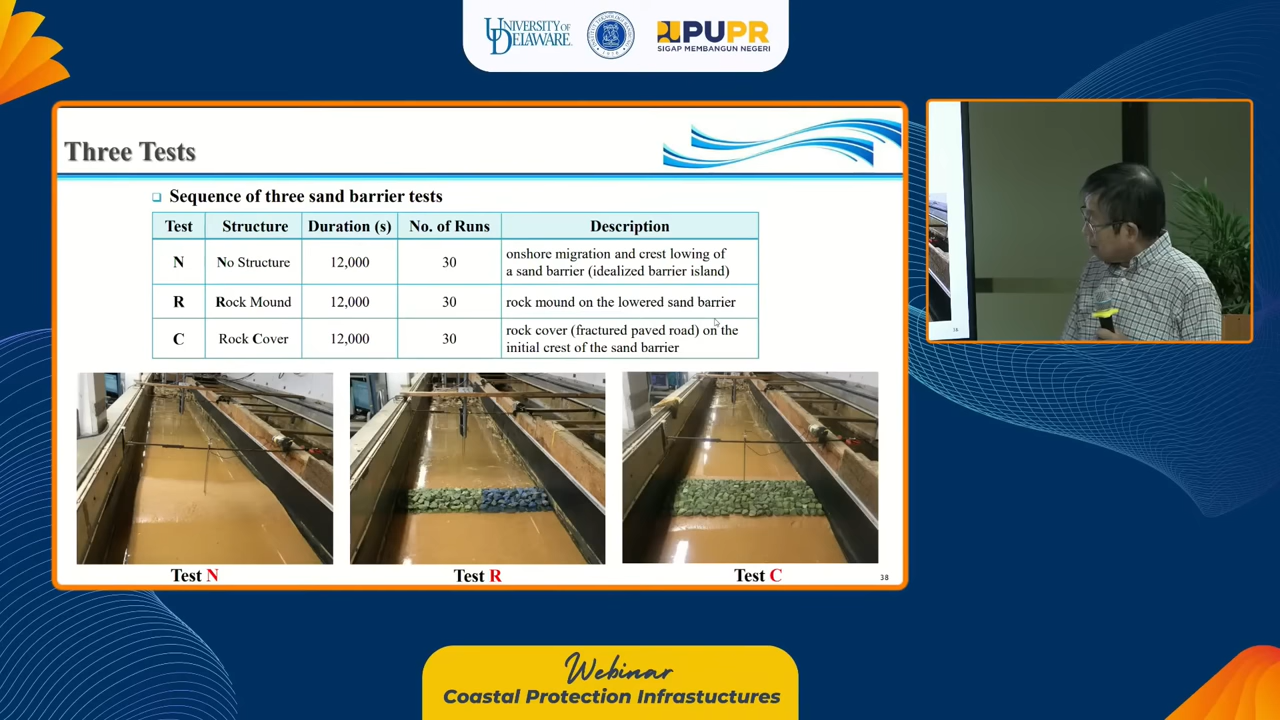 UNIVERSITY OF
DELAWARE
PUPR
SIGAP MEMBANGUN NEGERI
Three Tests
Sequence of three sand barrier tests
Test Structure Duration (s) No. of Runs Description
N No Structure 12,000 30 onshore migration and crest lowing of
a sand barrier (idealized barrier island)
R Rock Mound 12,000 30 rock mound on the lowered sand barrier
C Rock Cover 12,000 30 rock cover (fractured paved road) on the
initial crest of the sand barrier
Test N
Test R
Test C
38
Webinar
Coastal Protection Infrastuctures